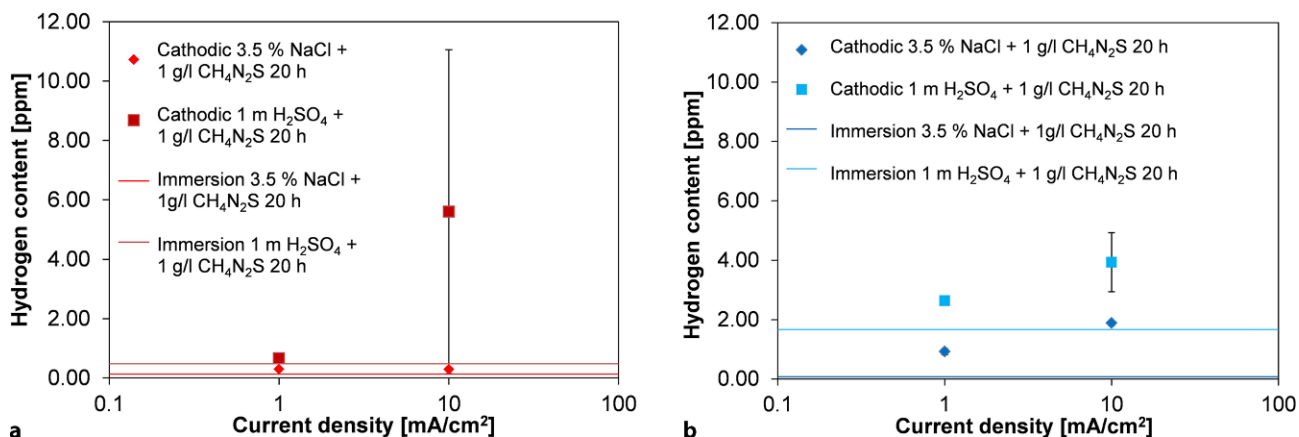 12.00
10.00
8.00
6.00
4.00
2.00
0.00
Hydrogen content [ppm]
Cathodic 3.5 % NaCl +
1 g/l CH₄N₂S 20 h
Cathodic 1 m H₂SO₄ +
1 g/l CH₄N₂S 20 h
Immersion 3.5 % NaCl +
1g/l CH₄N₂S 20 h
Immersion 1 m H₂SO₄ +
1 g/l CH₄N₂S 20 h
0.1 1 10 100
Current density [mA/cm²]
a
12.00
10.00
8.00
6.00
4.00
2.00
0.00
Hydrogen content [ppm]
Cathodic 3.5 % NaCl + 1 g/l CH₄N₂S 20 h
Cathodic 1 m H₂SO₄ + 1 g/l CH₄N₂S 20 h
Immersion 3.5 % NaCl + 1g/l CH₄N₂S 20 h
Immersion 1 m H₂SO₄ + 1 g/l CH₄N₂S 20 h
0.1 1 10 100
Current density [mA/cm²]
b